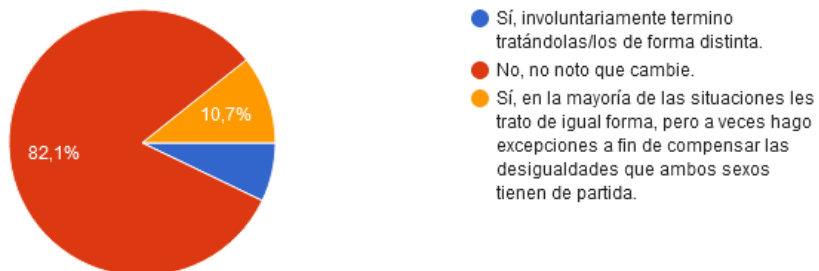 82,1%
10,7%
Sí, involuntariamente termino
tratándolas/los de forma distinta.
No, no noto que cambie.
Sí, en la mayoría de las situaciones les
trato de igual forma, pero a veces hago
excepciones a fin de compensar las
desigualdades que ambos sexos
tienen de partida.